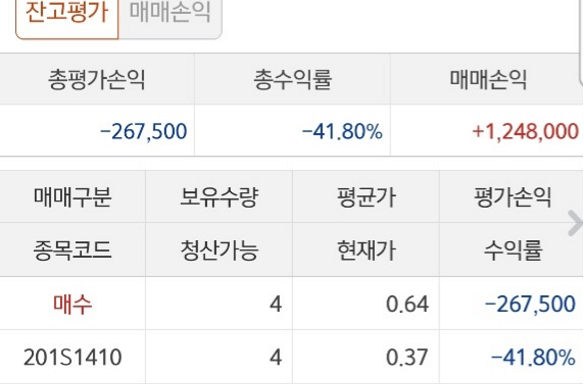 잔고평가 매매손익
총평가손익 총수익률 매매손익
-267,500 -41.80% +1,248,000
매매구분 보유수량 평균가 평가손익
종목코드 청산가능 현재가 수익률
매수 4 0.64 -267,500
201S1410 4 0.37 -41.80%